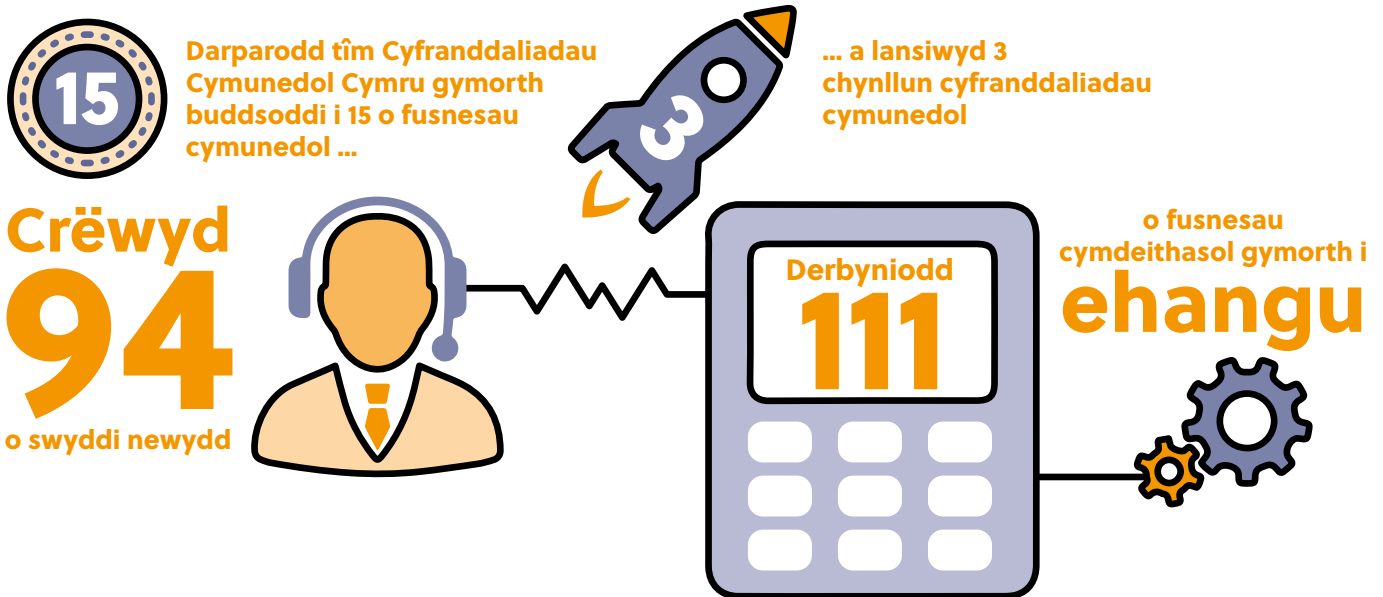 15
Darparodd tîm Cyfranddaliadau
Cymunedol Cymru gymorth
buddsoddi i 15 o fusnesau
cymunedol ...
3
... a lansiwyd 3
chynllun cyfranddaliadau
cymunedol
Crëwyd
94
o swyddi newydd
Derbyniodd
111
o fusnesau
cymdeithasol gymorth i
ehangu